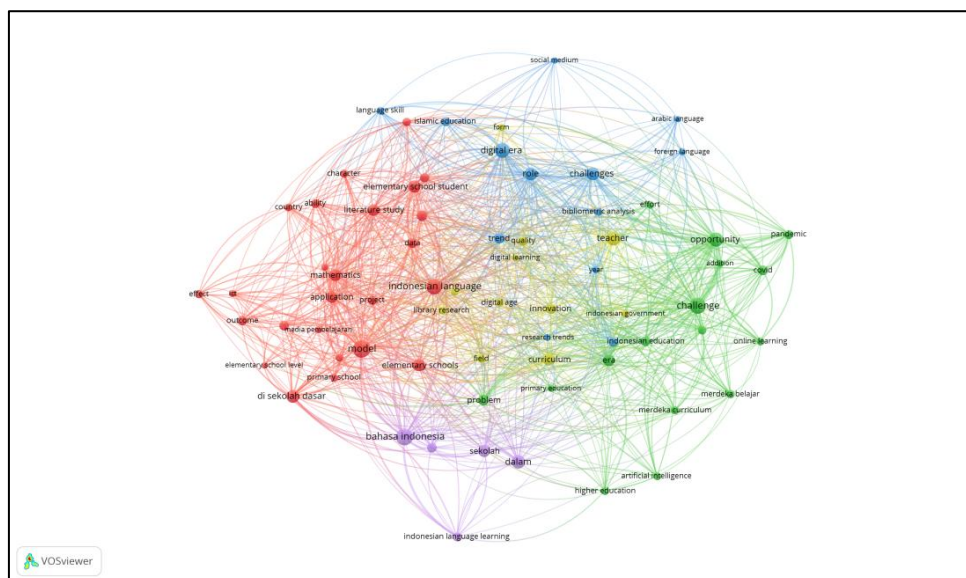 social medium
language skill
islamic education
arabic language
form
digital era
foreign language
character
role
challenges
elementary school student
country
ability
literature study
bibliometric analysis
effort
data
trend
quality
teacher
opportunity
pandemic
digital learning
addition
mathematics
year
covid
indonesian language
effect
ict
application
project
library research
digital age
innovation
indonesian government
challenge
outcome
media pembelajaran
research trends
indonesian education
online learning
model
elementary school level
elementary schools
field
curriculum
era
primary school
primary education
di sekolah dasar
problem
merdeka belajar
merdeka curriculum
bahasa indonesia
sekolah
dalam
artificial intelligence
higher education
indonesian language learning
VOSviewer